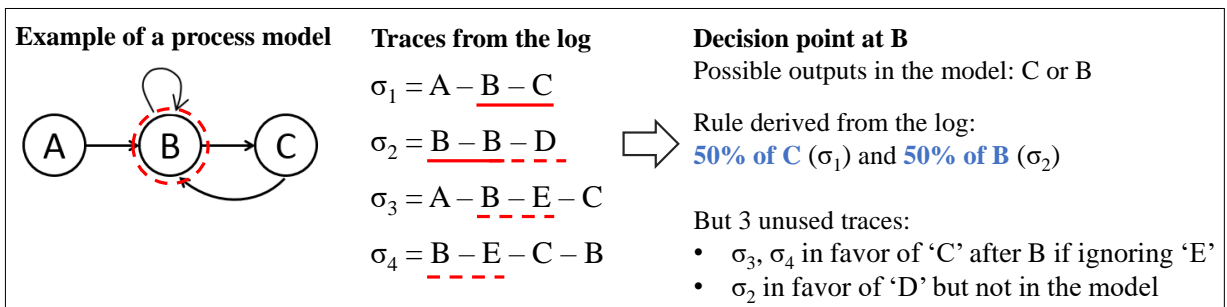 Example of a process model
A
B
C
Traces from the log
σ1 = A – B – C
σ2 = B – B – D
σ3 = A – B – E – C
σ4 = B – E – C – B
Decision point at B
Possible outputs in the model: C or B
Rule derived from the log:
50% of C (σ1) and 50% of B (σ2)
But 3 unused traces:
• σ3, σ4 in favor of ‘C’ after B if ignoring ‘E’
• σ2 in favor of ‘D’ but not in the model